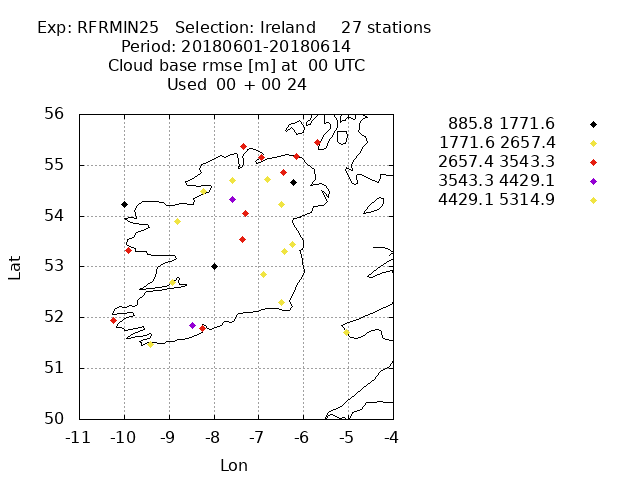 Exp: RFRMIN25 Selection: Ireland 27 stations
Period: 20180601-20180614
Cloud base rmse [m] at 00 UTC
Used 00 + 00 24
885.8 1771.6
1771.6 2657.4
2657.4 3543.3
3543.3 4429.1
4429.1 5314.9
56
55
54
53
52
51
50
Lat
-11 -10 -9 -8 -7 -6 -5 -4
Lon